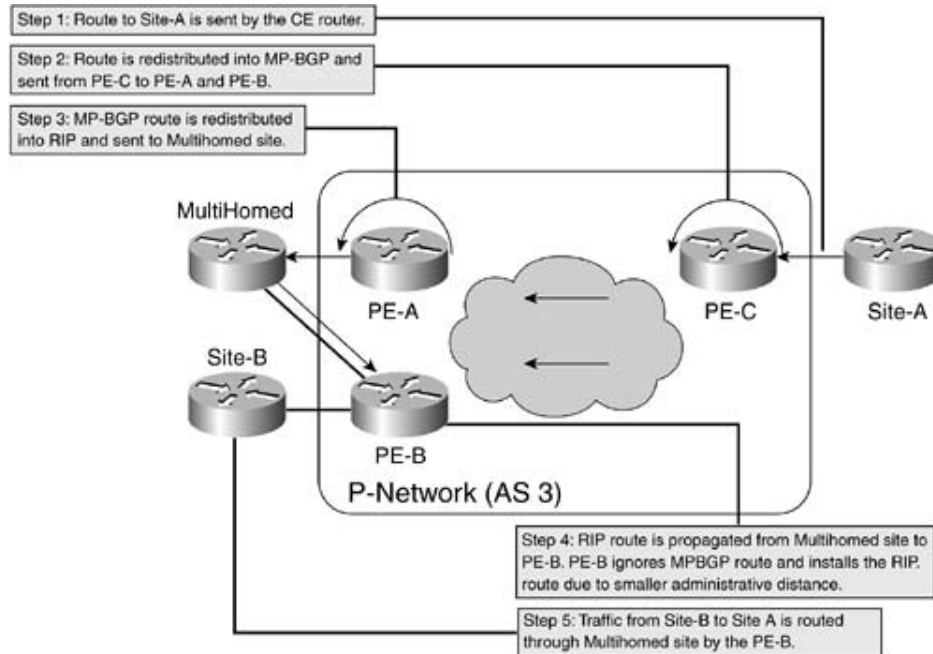 Step 1: Route to Site-A is sent by the CE router.
Step 2: Route is redistributed into MP-BGP and
sent from PE-C to PE-A and PE-B.
Step 3: MP-BGP route is redistributed
into RIP and sent to Multihomed site.
MultiHomed
PE-A
PE-C
Site-A
Site-B
PE-B
P-Network (AS 3)
Step 4: RIP route is propagated from Multihomed site to
PE-B. PE-B ignores MPBGP route and installs the RIP.
route due to smaller administrative distance.
Step 5: Traffic from Site-B to Site A is routed
through Multihomed site by the PE-B.